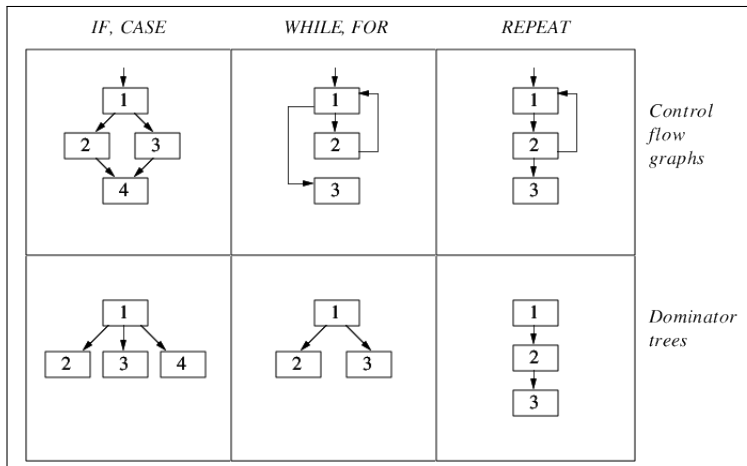 IF, CASE WHILE, FOR REPEAT
1 1 1
2 3 2 2
4 3 3
Control
flow
graphs
1 1 1
2 3 4 2 3 2
3
Dominator
trees